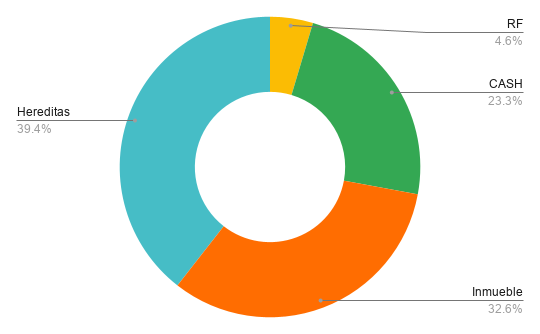 RF
4.6%
CASH
23.3%
Hereditas
39.4%
Inmueble
32.6%